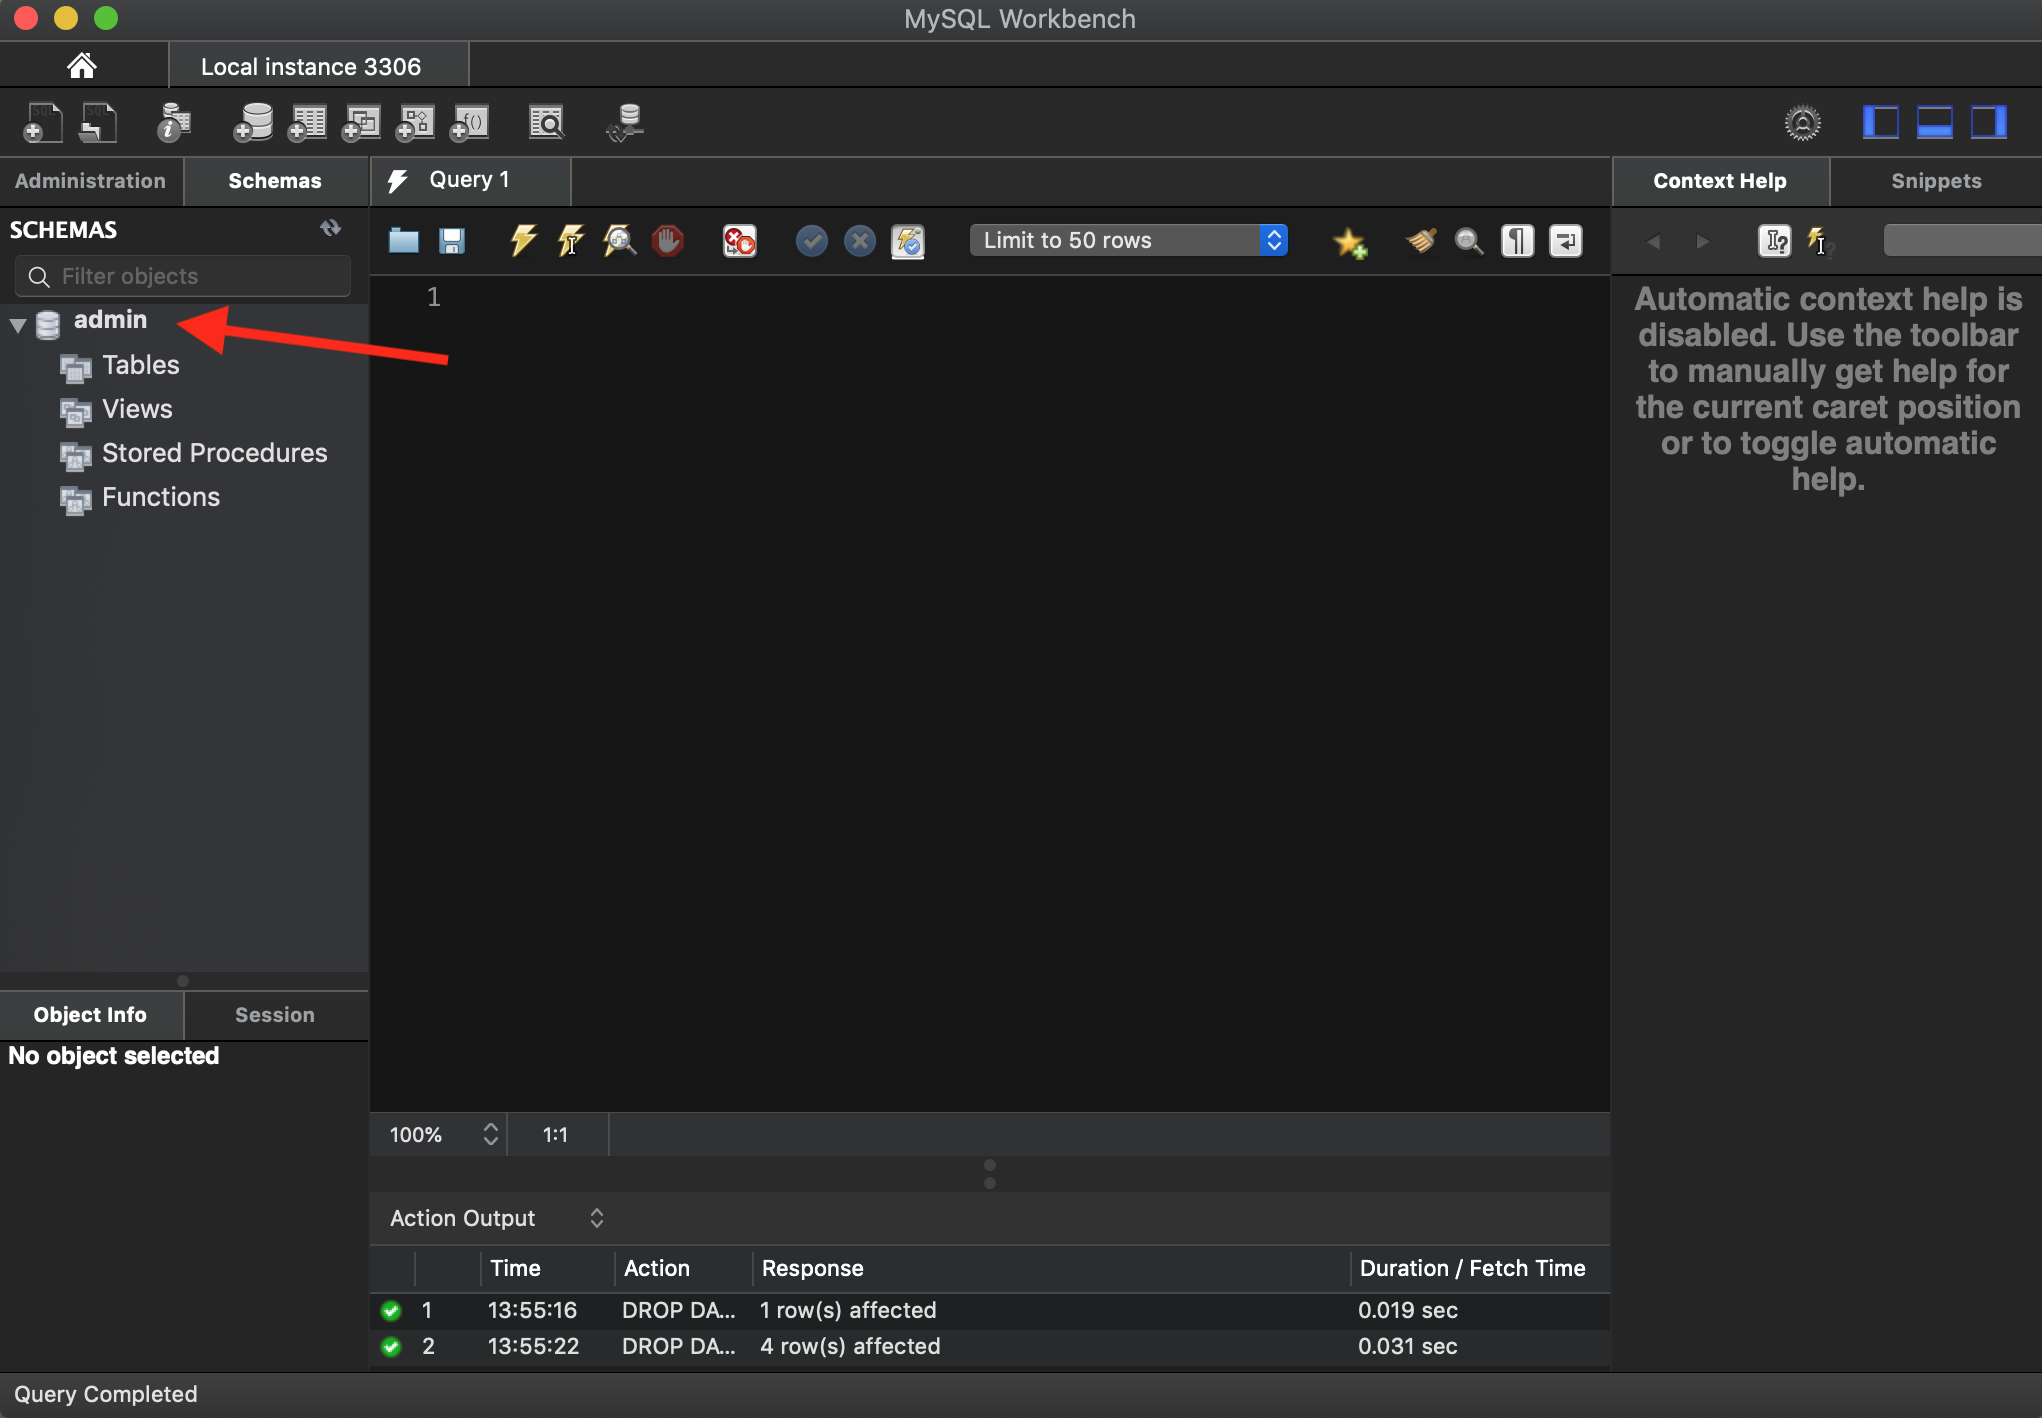 MySQL Workbench
Local instance 3306
Administration
Schemas
Query 1
Context Help
Snippets
SCHEMAS
Filter objects
Limit to 50 rows
admin
Tables
Views
Stored Procedures
Functions
1
Automatic context help is
disabled. Use the toolbar
to manually get help for
the current caret position
or to toggle automatic
help.
Object Info
Session
No object selected
100%
1:1
Action Output
Time Action Response Duration / Fetch Time
1 13:55:16 DROP DA... 1 row(s) affected 0.019 sec
2 13:55:22 DROP DA... 4 row(s) affected 0.031 sec
Query Completed